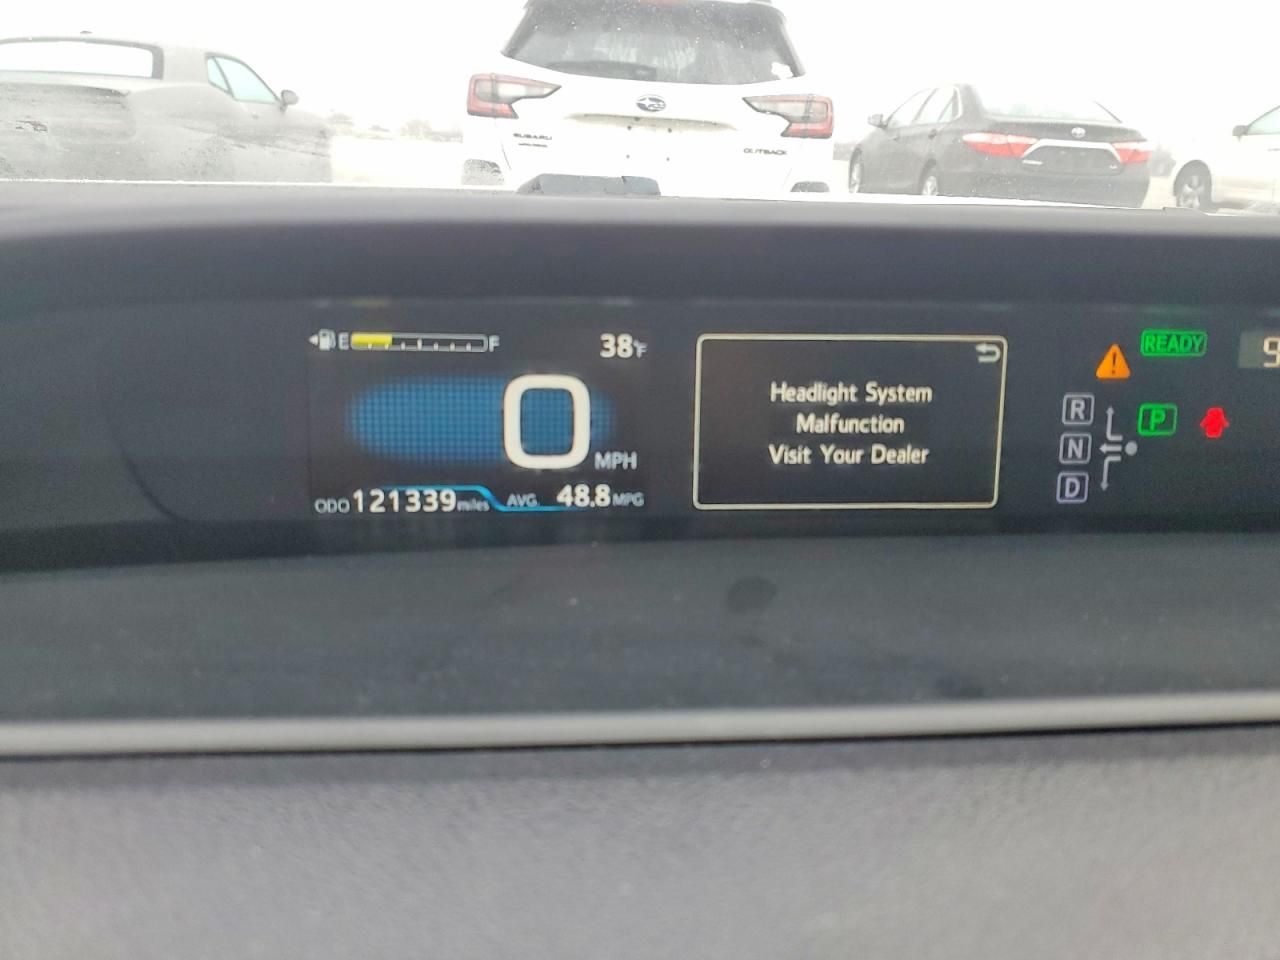 SUBARU
OUTBACK
E
F
38°F
0 MPH
ODO 121339 miles
AVG. 48.8 MPG
Headlight System
Malfunction
Visit Your Dealer
READY
R
N
D
P
9